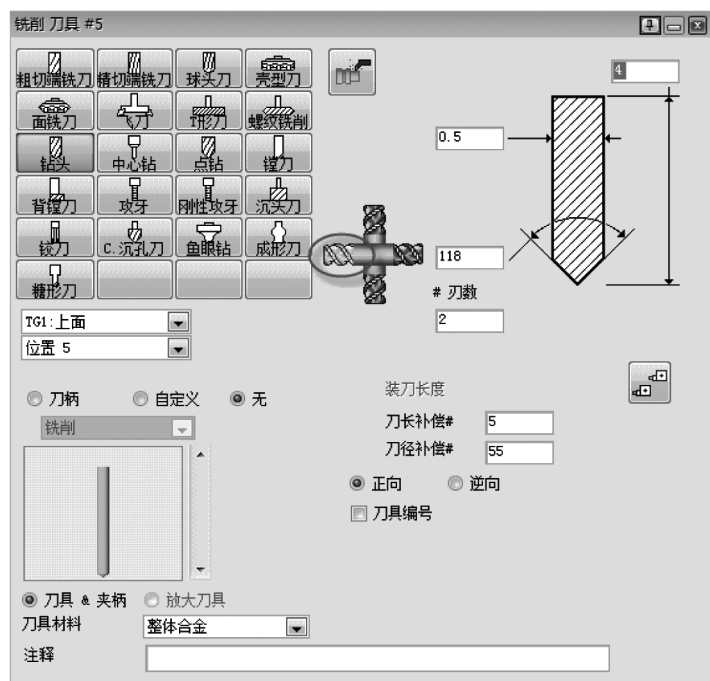 铣削 刀具 #5
粗切端铣刀 精切端铣刀 球头刀 壳型刀
4
面铣刀 飞刀 T形刀 螺纹铣削
钻头 中心钻 点钻 镗刀
0.5
背镗刀 攻牙 刚性攻牙 沉头刀
铰刀 C.沉孔刀 鱼眼钻 成形刀
118
糖形刀
# 刃数
2
TG1:上面
位置 5
刀柄 自定义 无
装刀长度
铣削
刀长补偿# 5
刀径补偿# 55
正向 逆向
刀具编号
刀具 & 夹柄 放大刀具
刀具材料 整体合金
注释